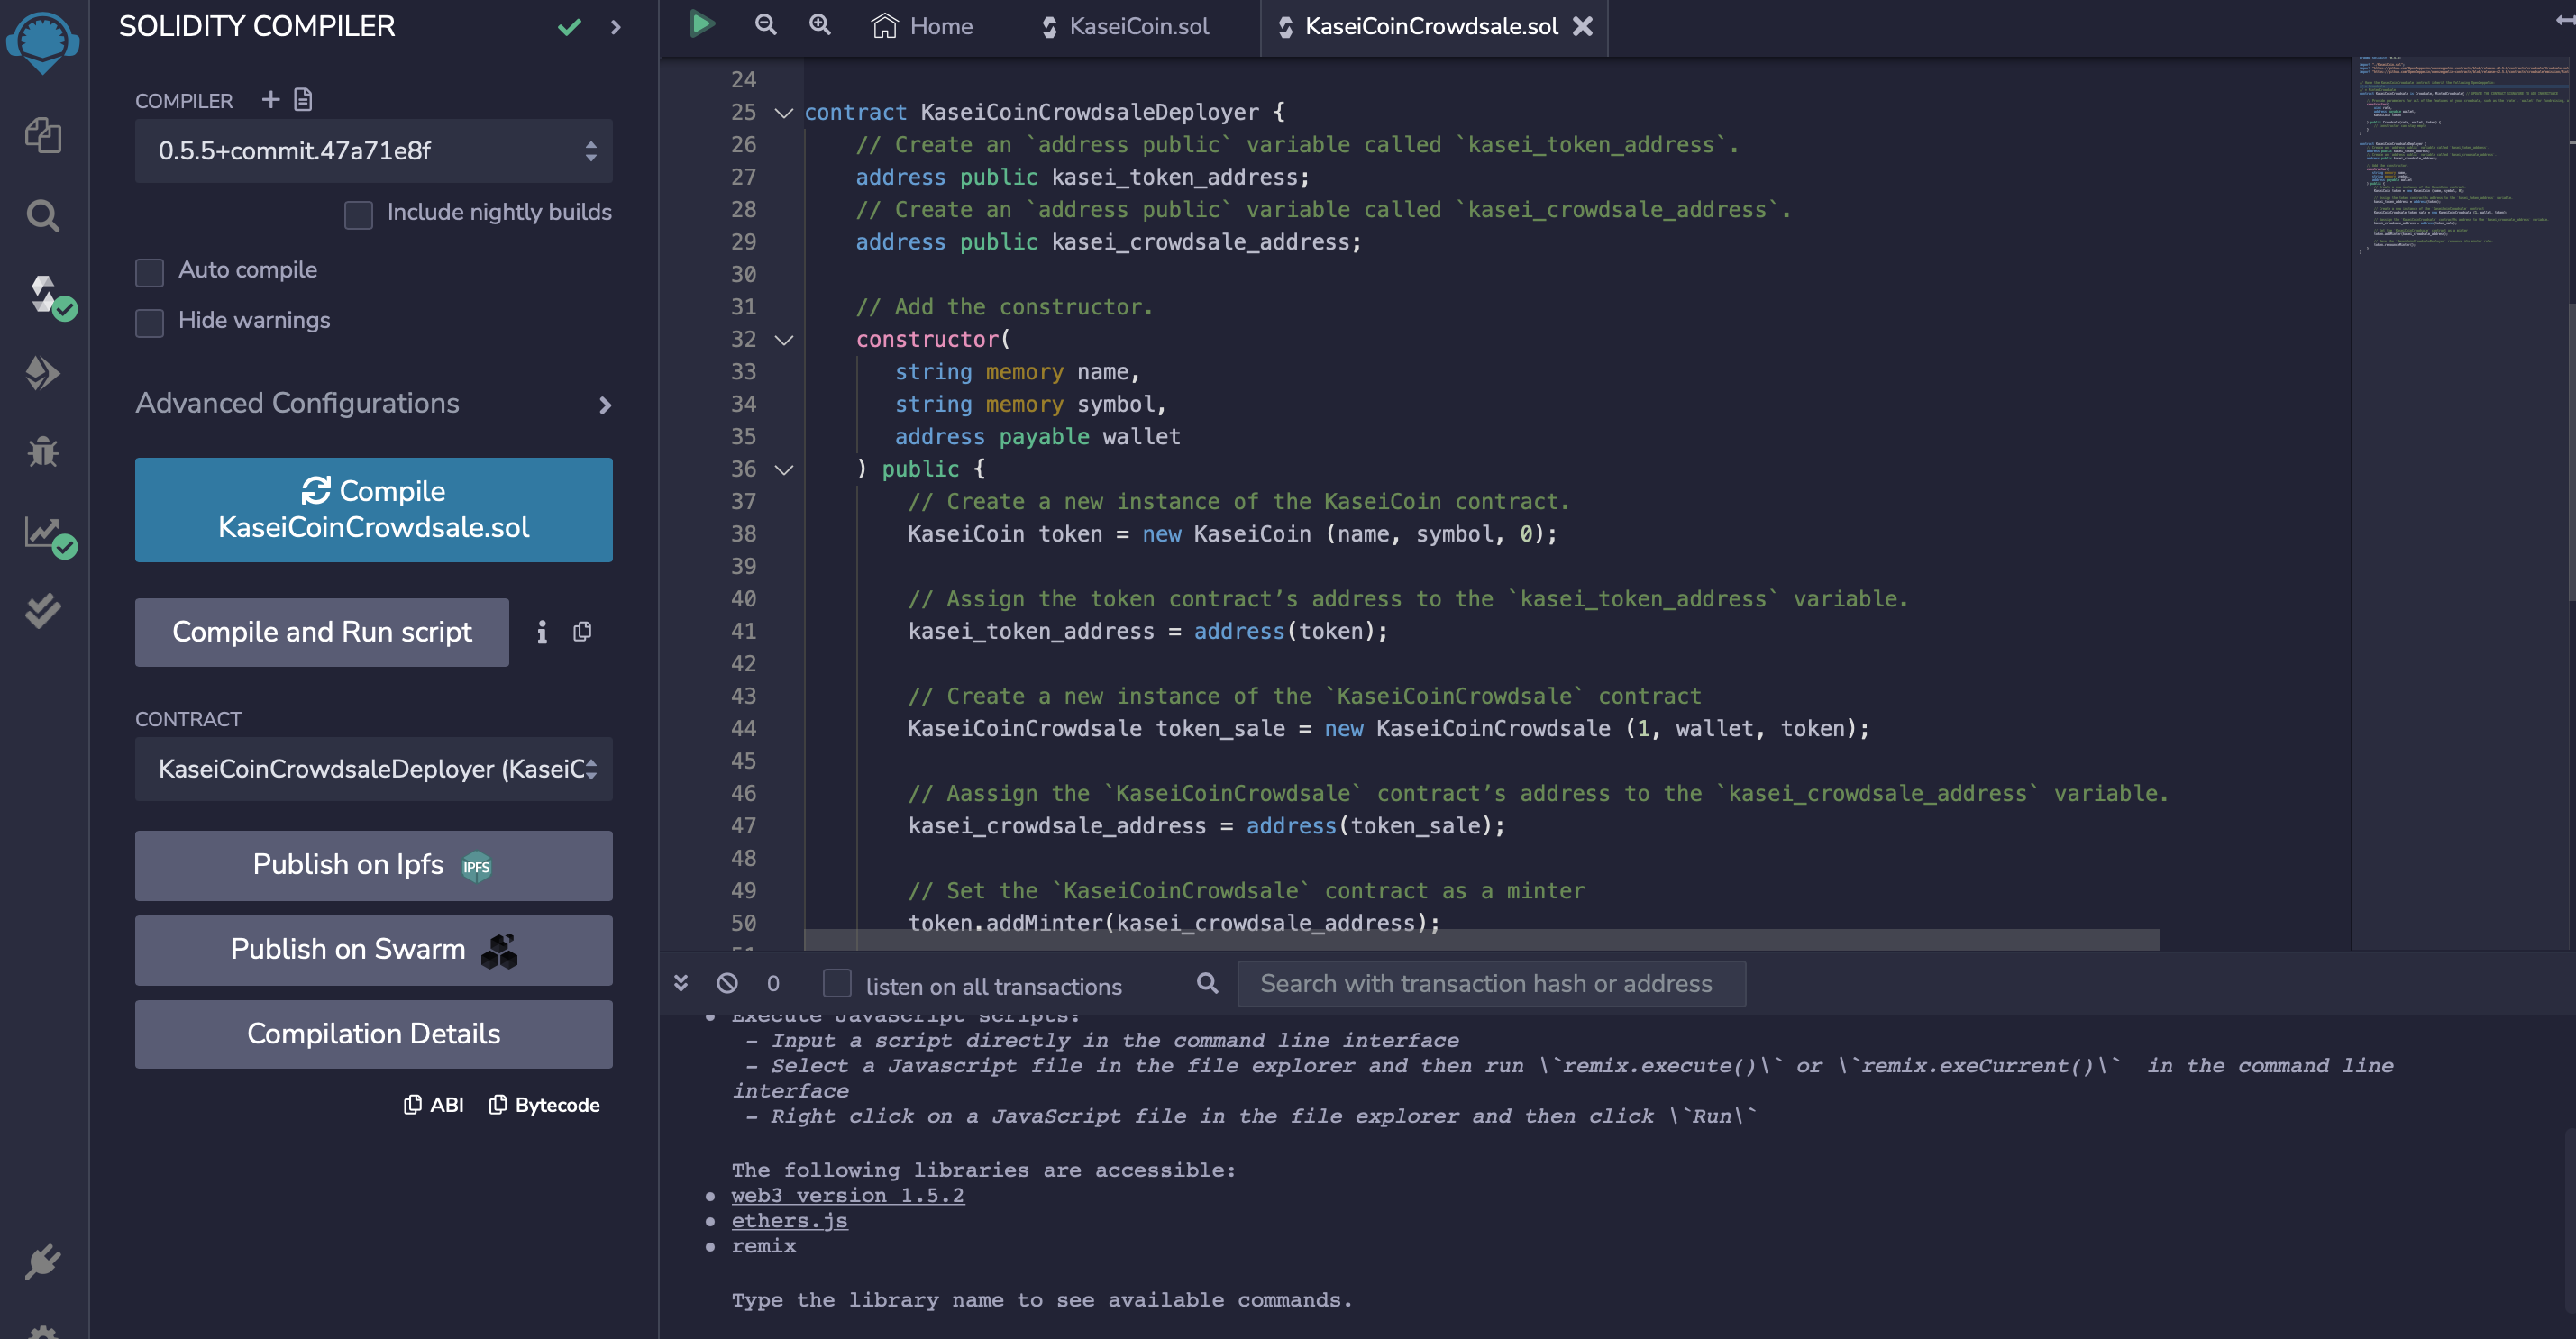 SOLIDITY COMPILER
COMPILER
0.5.5+commit.47a71e8f
Include nightly builds
Auto compile
Hide warnings
Advanced Configurations
Compile
KaseiCoinCrowdsale.sol
Compile and Run script
CONTRACT
KaseiCoinCrowdsaleDeployer (KaseiC
Publish on Ipfs IPFS
Publish on Swarm
Compilation Details
ABI Bytecode
Home KaseiCoin.sol KaseiCoinCrowdsale.sol
24
25 contract KaseiCoinCrowdsaleDeployer {
26 // Create an `address public` variable called `kasei_token_address`.
27 address public kasei_token_address;
28 // Create an `address public` variable called `kasei_crowdsale_address`.
29 address public kasei_crowdsale_address;
30
31 // Add the constructor.
32 constructor(
33 string memory name,
34 string memory symbol,
35 address payable wallet
36 ) public {
37 // Create a new instance of the KaseiCoin contract.
38 KaseiCoin token = new KaseiCoin (name, symbol, 0);
39
40 // Assign the token contract’s address to the `kasei_token_address` variable.
41 kasei_token_address = address(token);
42
43 // Create a new instance of the `KaseiCoinCrowdsale` contract
44 KaseiCoinCrowdsale token_sale = new KaseiCoinCrowdsale (1, wallet, token);
45
46 // Aassign the `KaseiCoinCrowdsale` contract’s address to the `kasei_crowdsale_address` variable.
47 kasei_crowdsale_address = address(token_sale);
48
49 // Set the `KaseiCoinCrowdsale` contract as a minter
50 token.addMinter(kasei_crowdsale_address);
51
0 listen on all transactions Search with transaction hash or address
Execute JavaScript scripts:
- Input a script directly in the command line interface
- Select a Javascript file in the file explorer and then run \`remix.execute()\` or \`remix.exeCurrent()\` in the command line
interface
- Right click on a JavaScript file in the file explorer and then click \`Run\`
The following libraries are accessible:
web3 version 1.5.2
ethers.js
remix
Type the library name to see available commands.